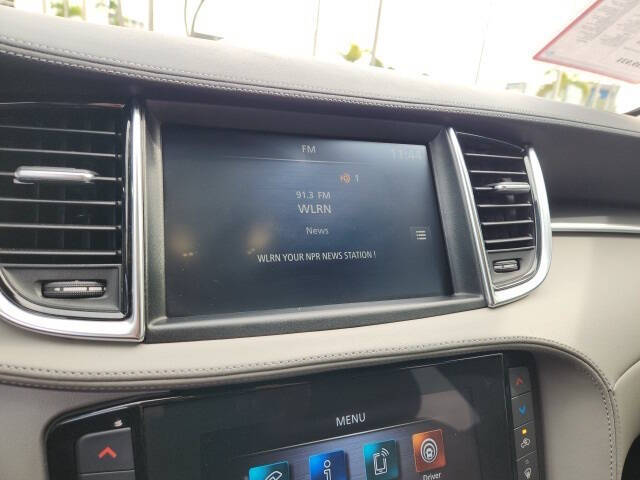 FM
1
91.3 FM
WLRN
News
WLRN YOUR NPR NEWS STATION !
MENU
Driver